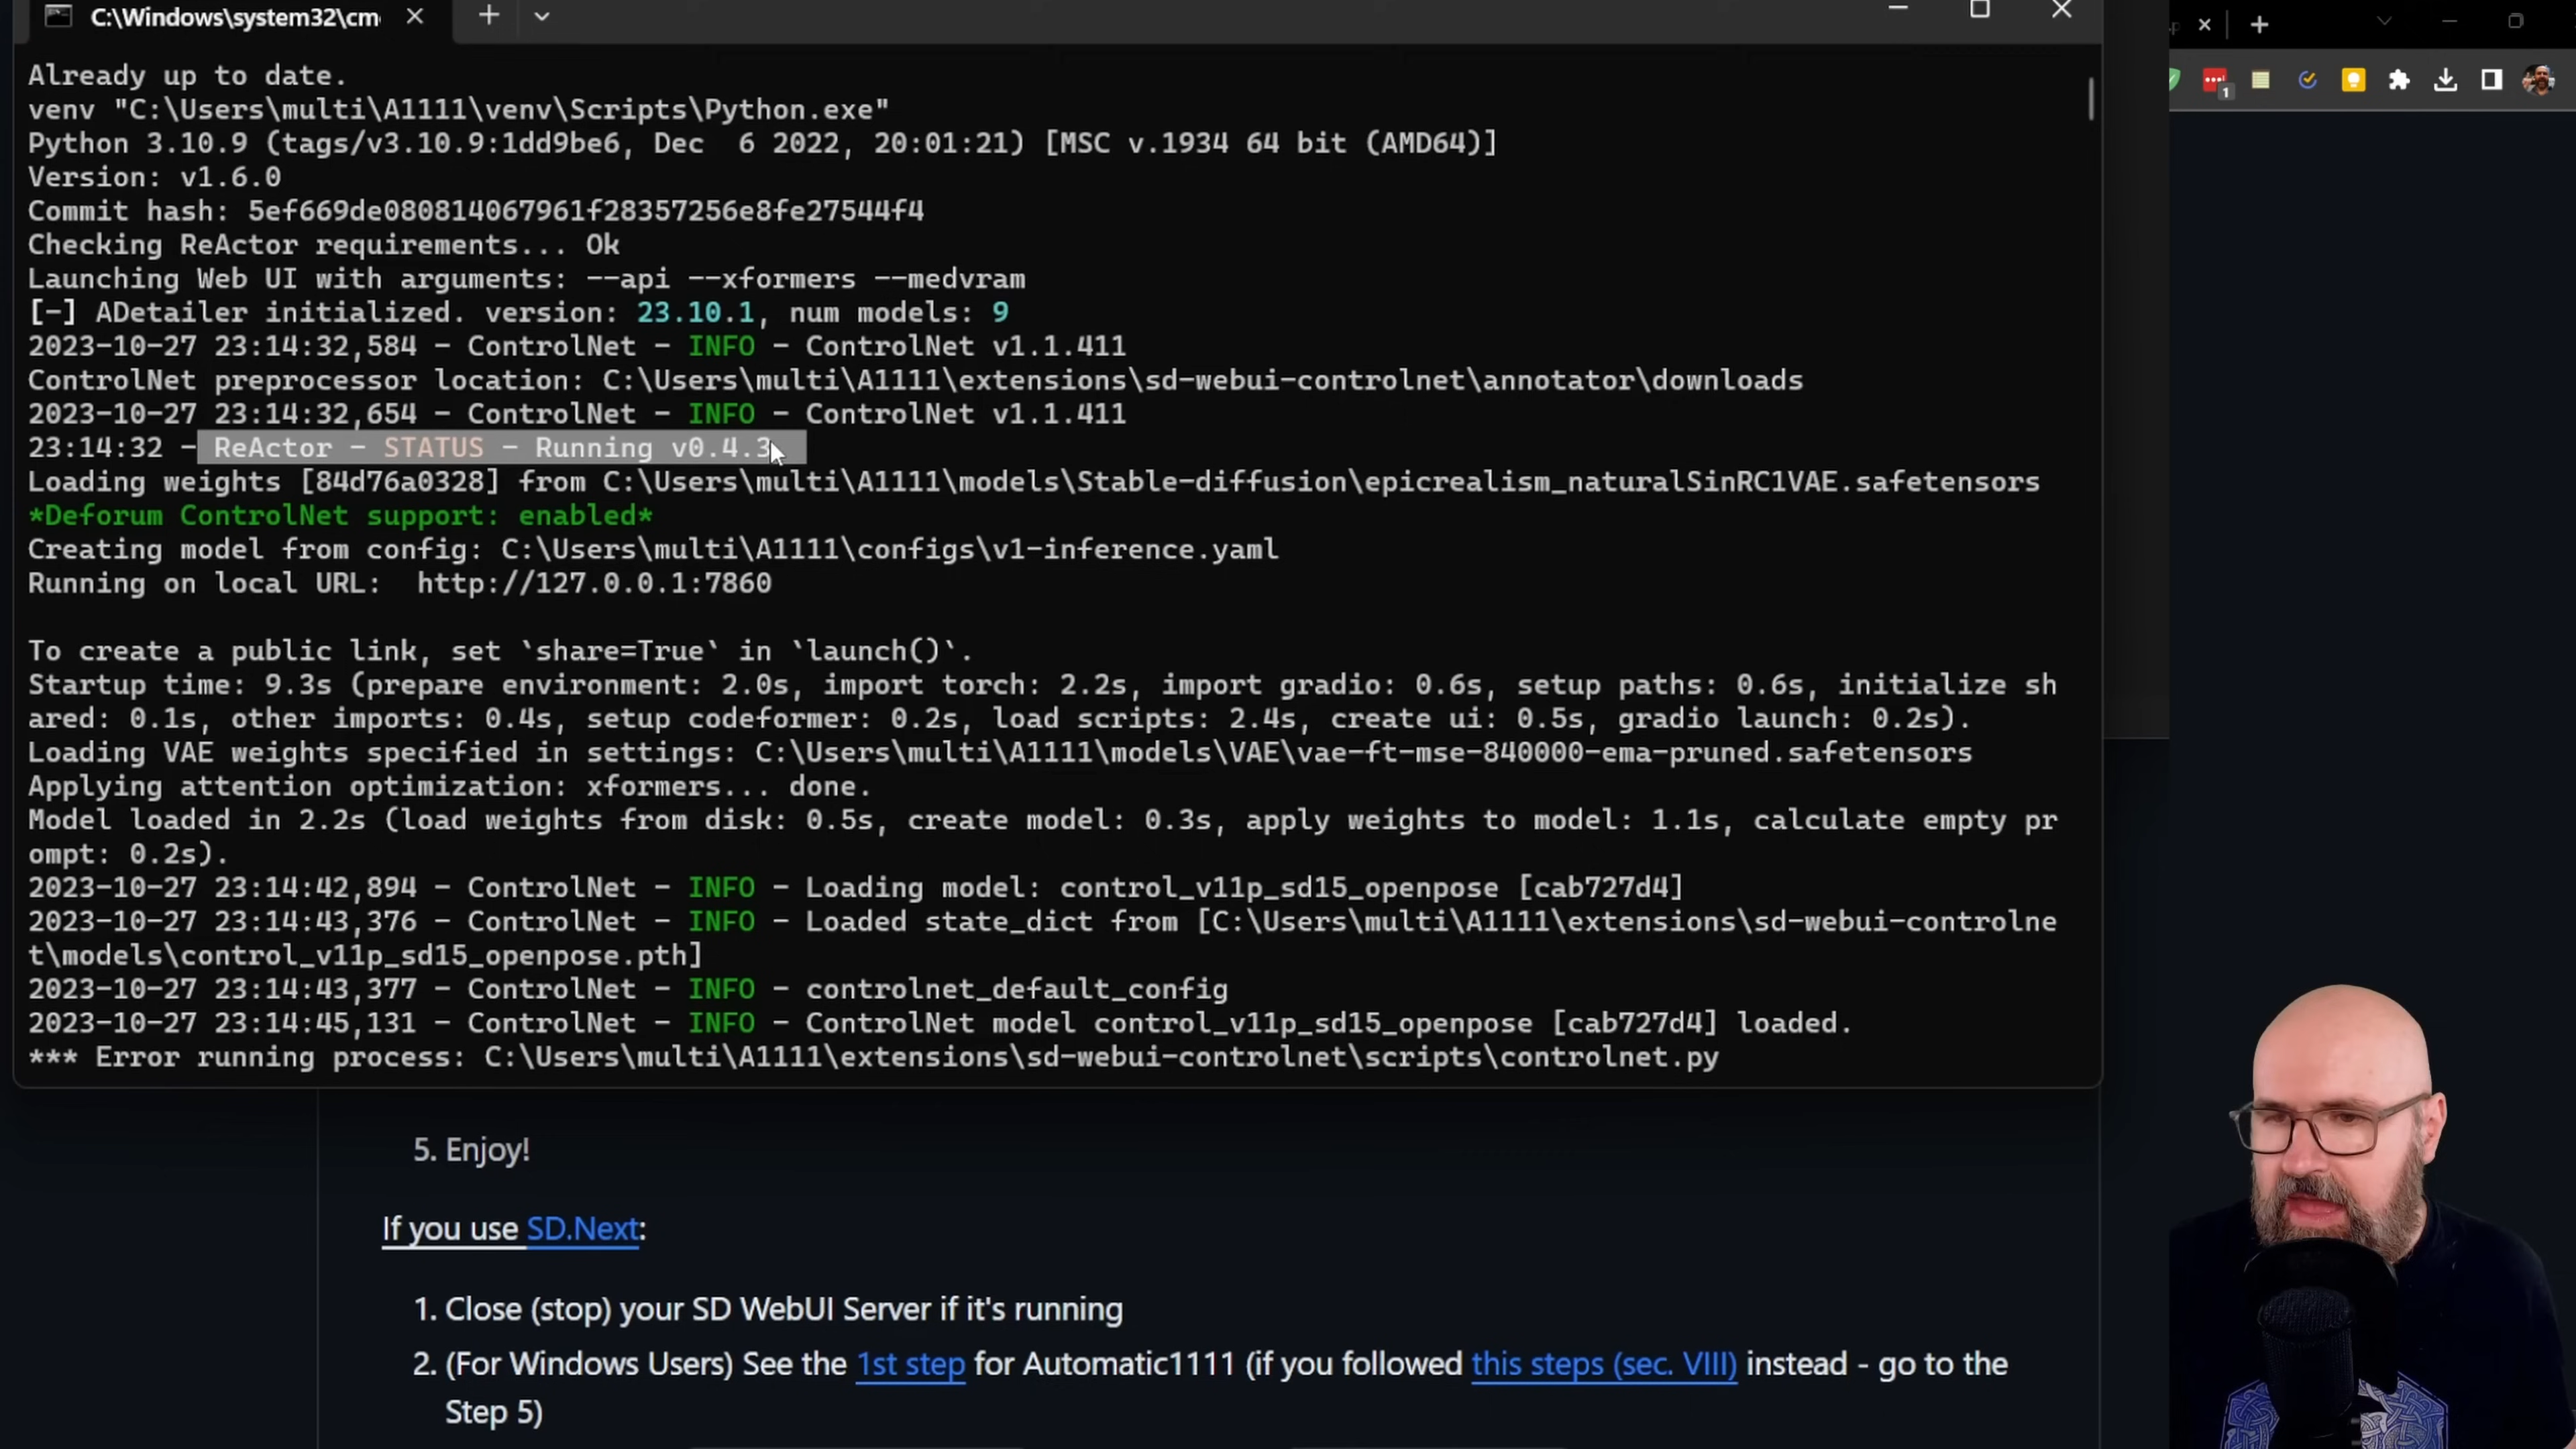 C:\Windows\system32\cm
Already up to date.
venv "C:\Users\multi\A1111\venv\Scripts\Python.exe"
Python 3.10.9 (tags/v3.10.9:1dd9be6, Dec  6 2022, 20:01:21) [MSC v.1934 64 bit (AMD64)]
Version: v1.6.0
Commit hash: 5ef669de080814067961f28357256e8fe27544f4
Checking ReActor requirements... Ok
Launching Web UI with arguments: --api --xformers --medvram
[-] ADetailer initialized. version: 23.10.1, num models: 9
2023-10-27 23:14:32,584 - ControlNet - INFO - ControlNet v1.1.411
ControlNet preprocessor location: C:\Users\multi\A1111\extensions\sd-webui-controlnet\annotator\downloads
2023-10-27 23:14:32,654 - ControlNet - INFO - ControlNet v1.1.411
23:14:32 - ReActor - STATUS - Running v0.4.3
Loading weights [84d76a0328] from C:\Users\multi\A1111\models\Stable-diffusion\epicrealism_naturalSinRC1VAE.safetensors
*Deforum ControlNet support: enabled*
Creating model from config: C:\Users\multi\A1111\configs\v1-inference.yaml
Running on local URL:  http://127.0.0.1:7860
To create a public link, set `share=True` in `launch()`.
Startup time: 9.3s (prepare environment: 2.0s, import torch: 2.2s, import gradio: 0.6s, setup paths: 0.6s, initialize sh
ared: 0.1s, other imports: 0.4s, setup codeformer: 0.2s, load scripts: 2.4s, create ui: 0.5s, gradio launch: 0.2s).
Loading VAE weights specified in settings: C:\Users\multi\A1111\models\VAE\vae-ft-mse-840000-ema-pruned.safetensors
Applying attention optimization: xformers... done.
Model loaded in 2.2s (load weights from disk: 0.5s, create model: 0.3s, apply weights to model: 1.1s, calculate empty pr
ompt: 0.2s).
2023-10-27 23:14:42,894 - ControlNet - INFO - Loading model: control_v11p_sd15_openpose [cab727d4]
2023-10-27 23:14:43,376 - ControlNet - INFO - Loaded state_dict from [C:\Users\multi\A1111\extensions\sd-webui-controlne
t\models\control_v11p_sd15_openpose.pth]
2023-10-27 23:14:43,377 - ControlNet - INFO - controlnet_default_config
2023-10-27 23:14:45,131 - ControlNet - INFO - ControlNet model control_v11p_sd15_openpose [cab727d4] loaded.
*** Error running process: C:\Users\multi\A1111\extensions\sd-webui-controlnet\scripts\controlnet.py
1
5. Enjoy!
If you use SD.Next:
1. Close (stop) your SD WebUI Server if it's running
2. (For Windows Users) See the 1st step for Automatic1111 (if you followed this steps (sec. VIII) instead - go to the
Step 5)